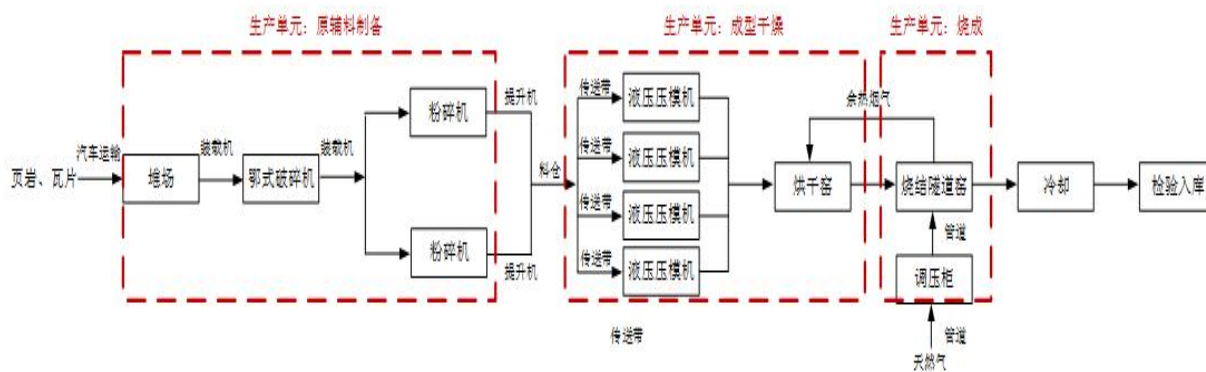 生产单元：原辅料制备
生产单元：成型干燥
生产单元：烧成
页岩、瓦片
汽车运输
堆场
装载机
鄂式破碎机
装载机
粉碎机
提升机
粉碎机
提升机
料仓
传送带
液压压模机
传送带
液压压模机
传送带
液压压模机
传送带
液压压模机
烘干窑
余热烟气
烧结隧道窑
冷却
检验入库
管道
调压柜
管道
天然气
传送带